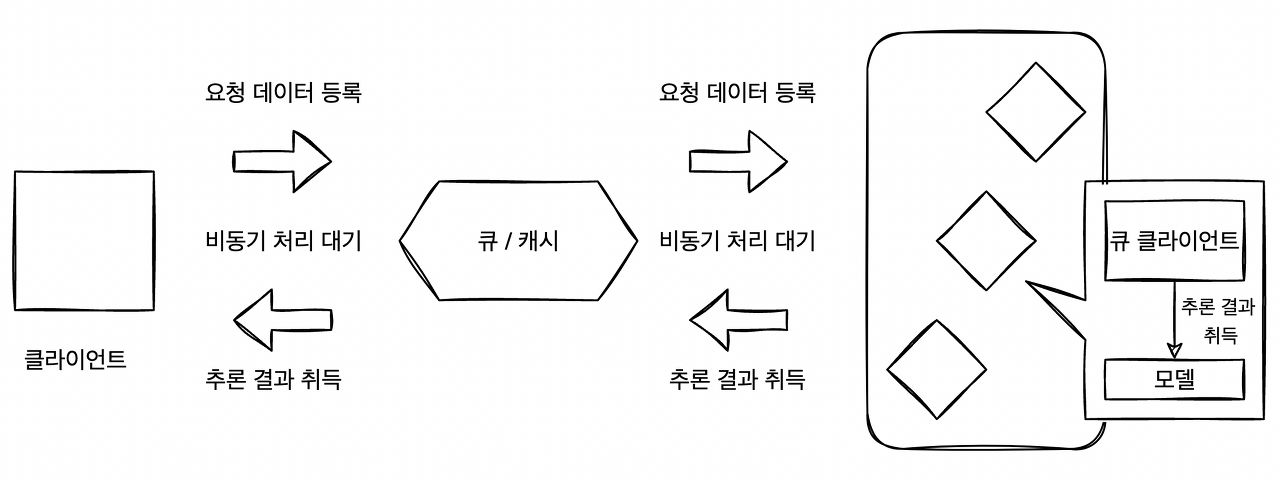 요청 데이터 등록
비동기 처리 대기
추론 결과 취득
클라이언트
큐 / 캐시
요청 데이터 등록
비동기 처리 대기
추론 결과 취득
큐 클라이언트
추론 결과
취득
모델